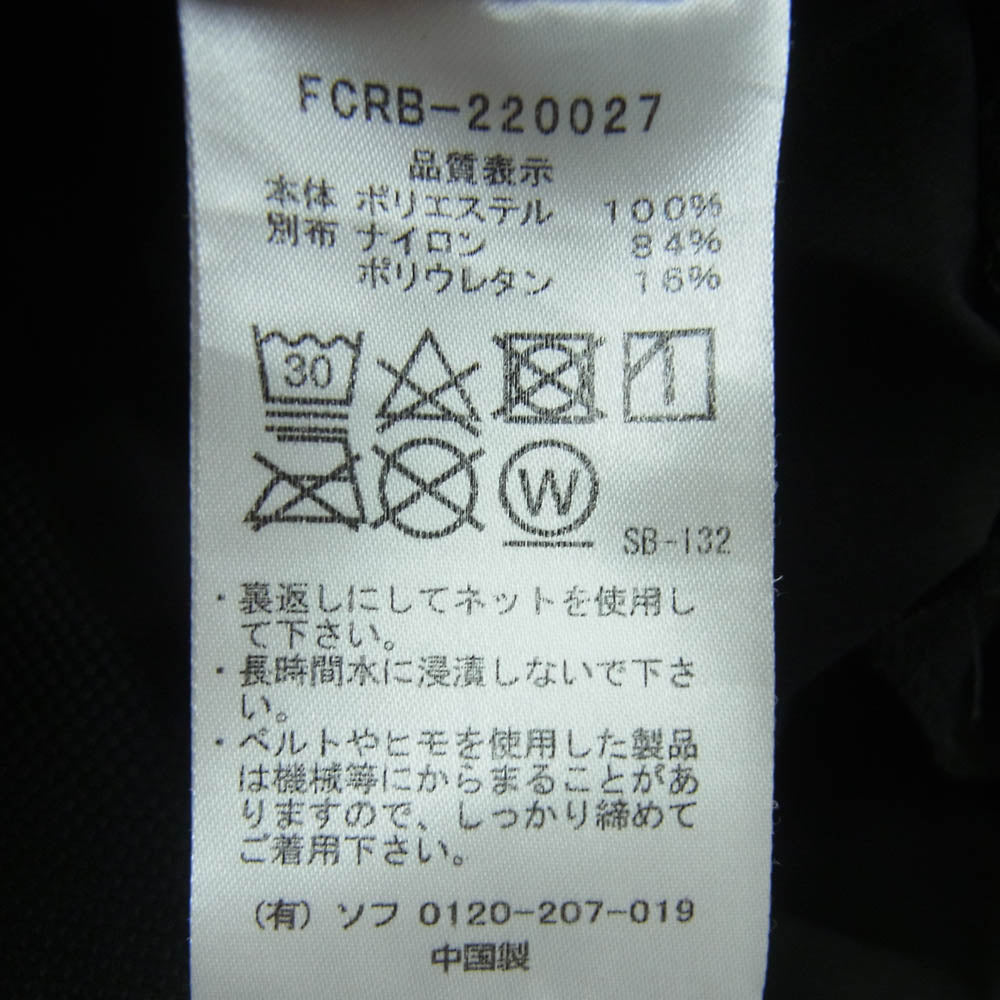 FCRB-220027
品質表示
本体 ポリエステル 100%
別布 ナイロン 84%
ポリウレタン 16%
30
W
SB-132
・裏返しにしてネットを使用し
て下さい。
・長時間水に浸漬しないで下さ
い。
・ベルトやヒモを使用した製品
は機械等にからまることがあ
りますので、しっかり締めて
ご着用下さい。
(有) ソフ 0120-207-019
中国製